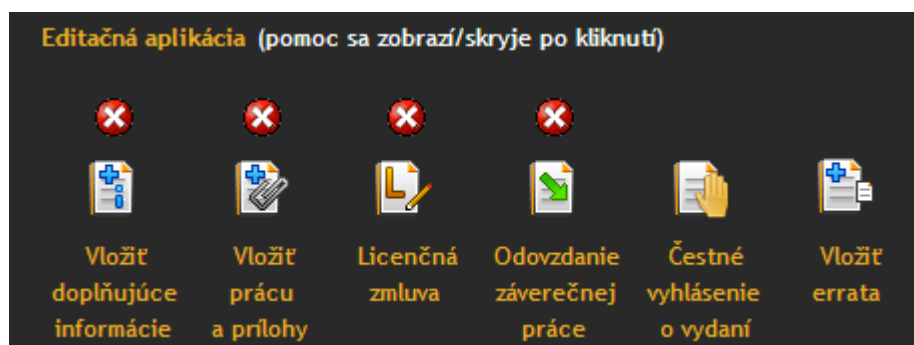 Editačná aplikácia (pomoc sa zobrazí/skryje po kliknutí)
Vložiť doplňujúce informácie
Vložiť prácu a prílohy
Licenčná zmluva
Odovzdanie záverečnej práce
Čestné vyhlásenie o vydaní
Vložiť errata